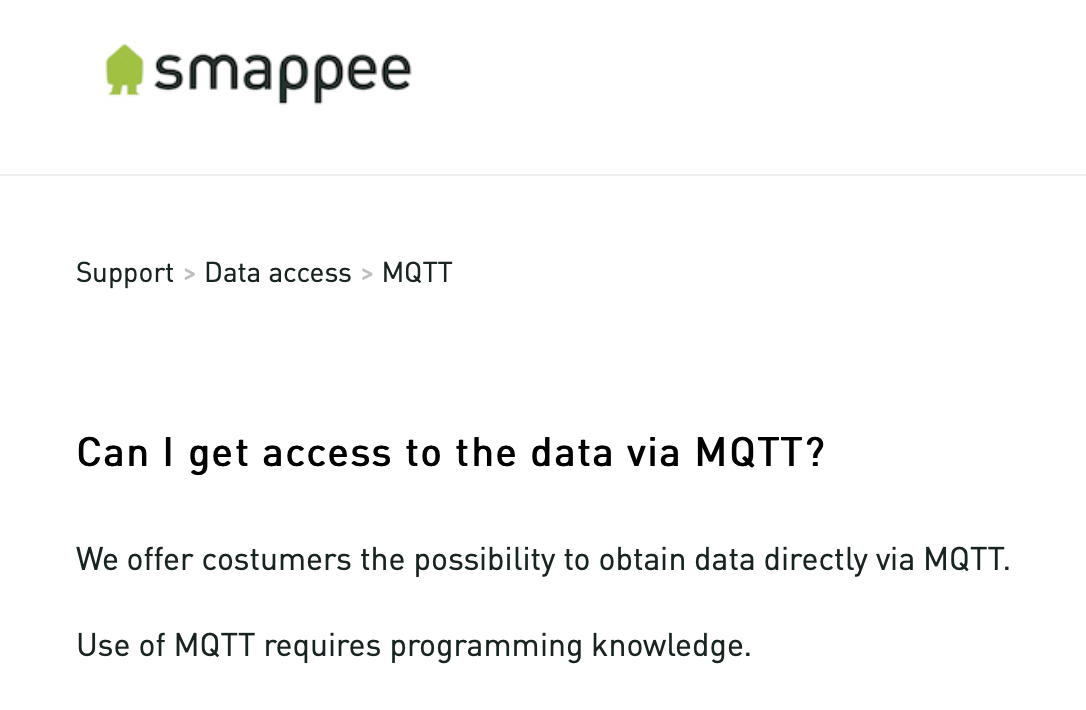 smappee
Support > Data access > MQTT
Can I get access to the data via MQTT?
We offer costumers the possibility to obtain data directly via MQTT.
Use of MQTT requires programming knowledge.